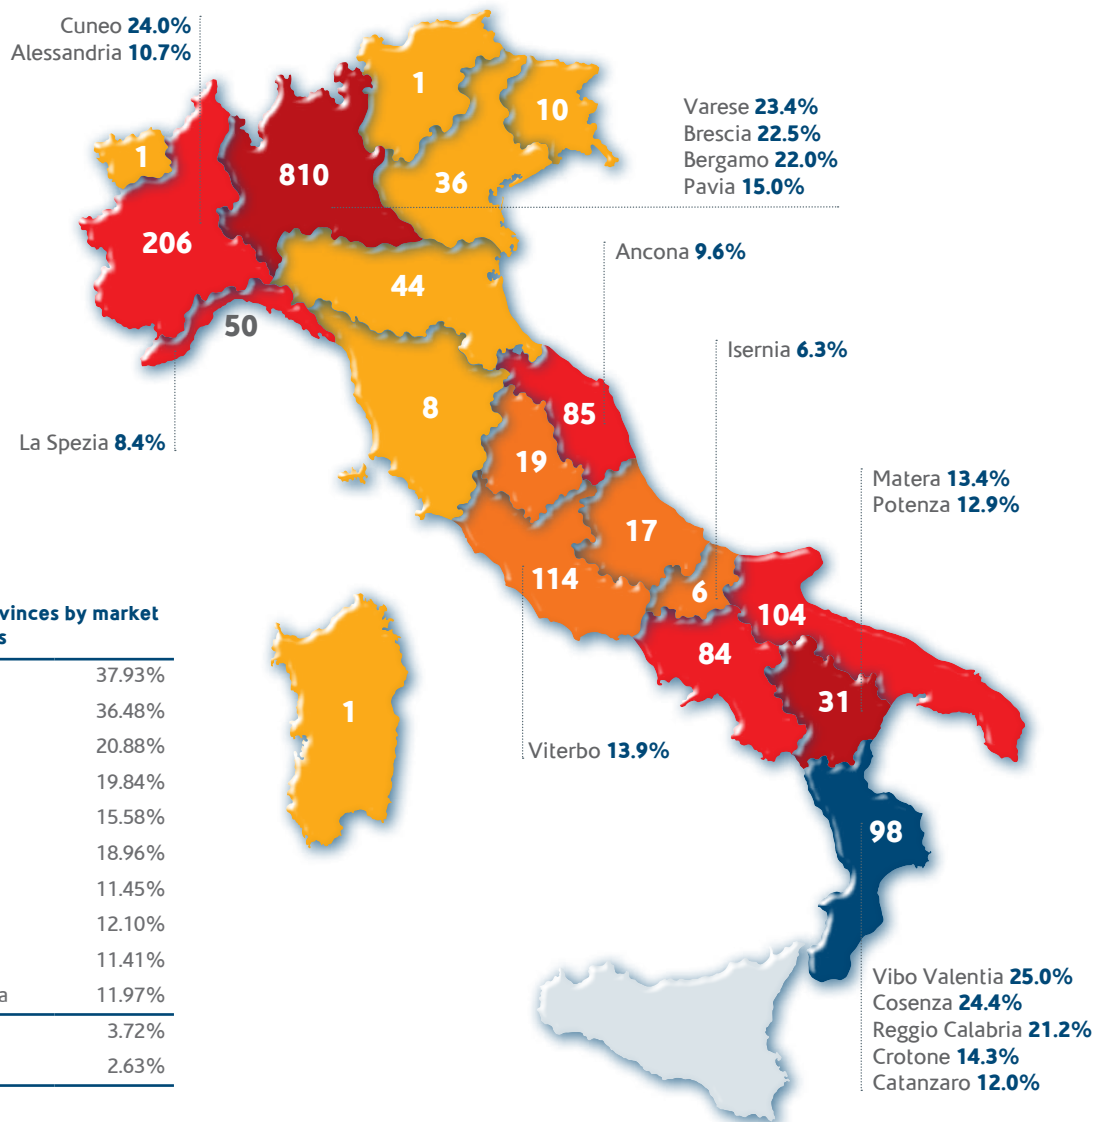 Cuneo 24.0%
Alessandria 10.7%
1
10
Varese 23.4%
Brescia 22.5%
Bergamo 22.0%
Pavia 15.0%
1
810
36
206
Ancona 9.6%
44
50
Isernia 6.3%
8
85
La Spezia 8.4%
19
Matera 13.4%
Potenza 12.9%
17
114
6
104
84
by market
37.93%
36.48%
31
1
20.88%
Viterbo 13.9%
19.84%
15.58%
98
18.96%
11.45%
12.10%
11.41%
11.97%
3.72%
2.63%
Vibo Valentia 25.0%
Cosenza 24.4%
Reggio Calabria 21.2%
Crotone 14.3%
Catanzaro 12.0%